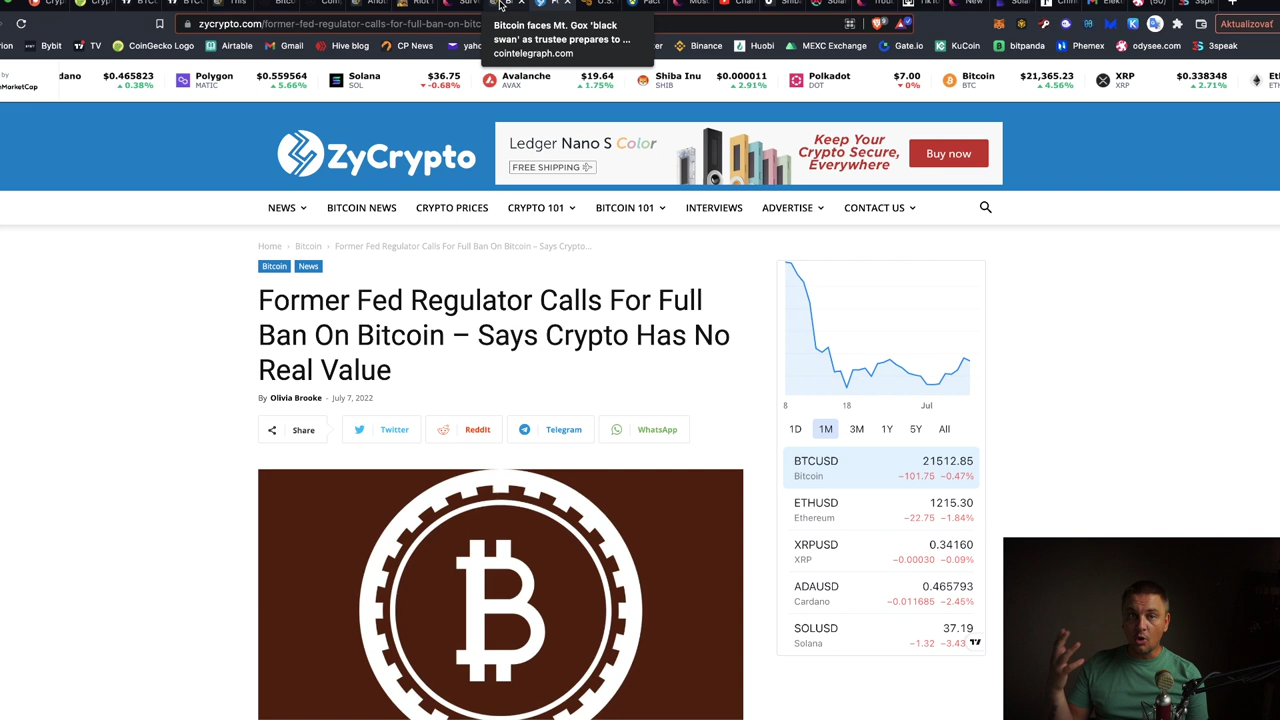 zycrypto.com/former-fed-regulator-calls-for-full-ban-on-bitc
Aktualizovať
Bitcoin faces Mt. Gox 'black
swan' as trustee prepares to ...
cointelegraph.com
Bybit
TV
CoinGecko Logo
Airtable
Gmail
Hive blog
CP News
Binance
Huobi
MEXC Exchange
Gate.io
KuCoin
bitpanda
Phemex
odysee.com
3speak
by
MarketCap
dano
$0.465823
0.38%
Polygon
MATIC
$0.559564
5.66%
Solana
SOL
$36.75
-0.68%
Avalanche
AVAX
$19.64
1.75%
Shiba Inu
SHIB
$0.000011
2.91%
Polkadot
DOT
$7.00
0%
Bitcoin
BTC
$21,365.23
4.56%
XRP
XRP
$0.338348
2.71%
ZyCrypto
Ledger Nano S Color
FREE SHIPPING
Keep Your
Crypto Secure,
Everywhere
Buy now
NEWS
BITCOIN NEWS
CRYPTO PRICES
CRYPTO 101
BITCOIN 101
INTERVIEWS
ADVERTISE
CONTACT US
Home › Bitcoin › Former Fed Regulator Calls For Full Ban On Bitcoin – Says Crypto...
Bitcoin News
Former Fed Regulator Calls For Full
Ban On Bitcoin – Says Crypto Has No
Real Value
By Olivia Brooke - July 7, 2022
Share
Twitter
ReddIt
Telegram
WhatsApp
8 18 Jul
1D 1M 3M 1Y 5Y All
BTCUSD 21512.85
Bitcoin −101.75 −0.47%
ETHUSD 1215.30
Ethereum −22.75 −1.84%
XRPUSD 0.34160
XRP −0.00030 −0.09%
ADAUSD 0.465793
Cardano −0.011685 −2.45%
SOLUSD 37.19
Solana −1.32 −3.43